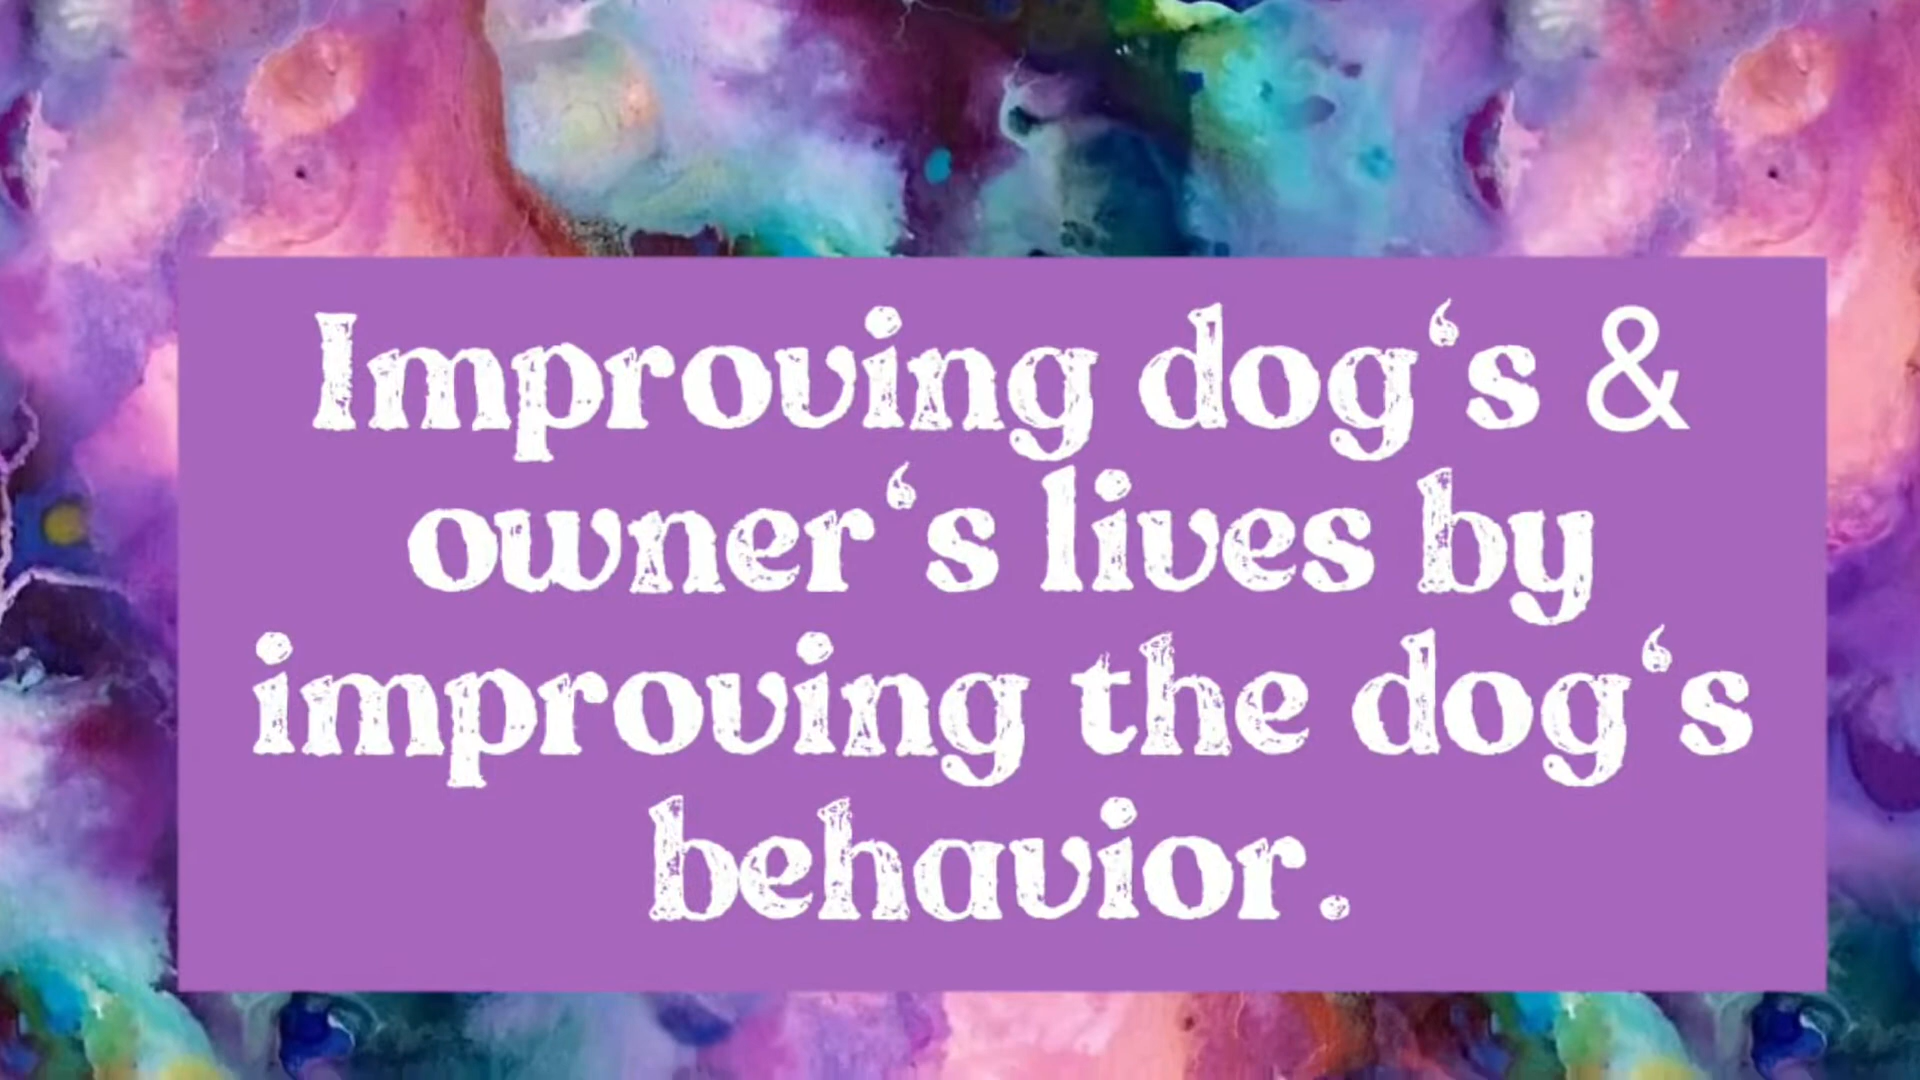 Improving dog‘s &
owner‘s lives by
improving the dog‘s
behavior.